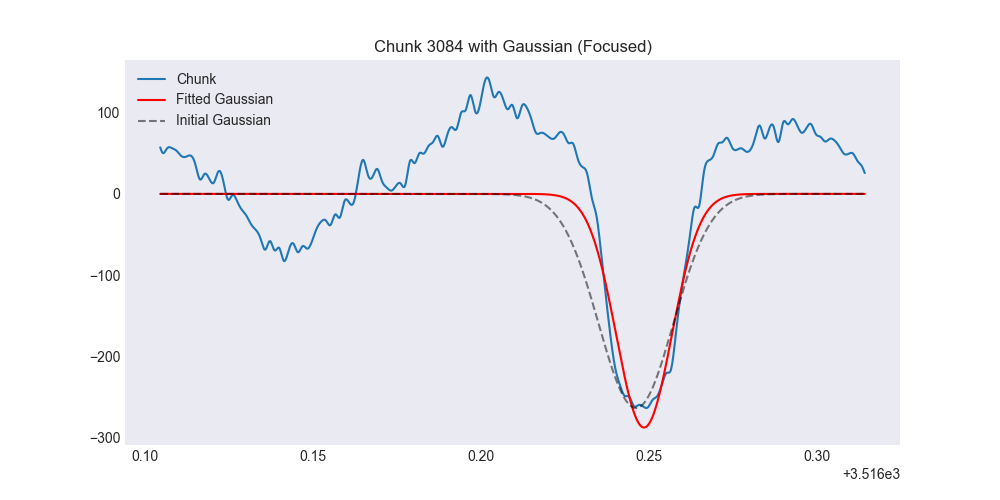 Chunk 3084 with Gaussian (Focused)
Chunk
Fitted Gaussian
Initial Gaussian
100
0
−100
−200
−300
0.10 0.15 0.20 0.25 0.30
+3.516e3